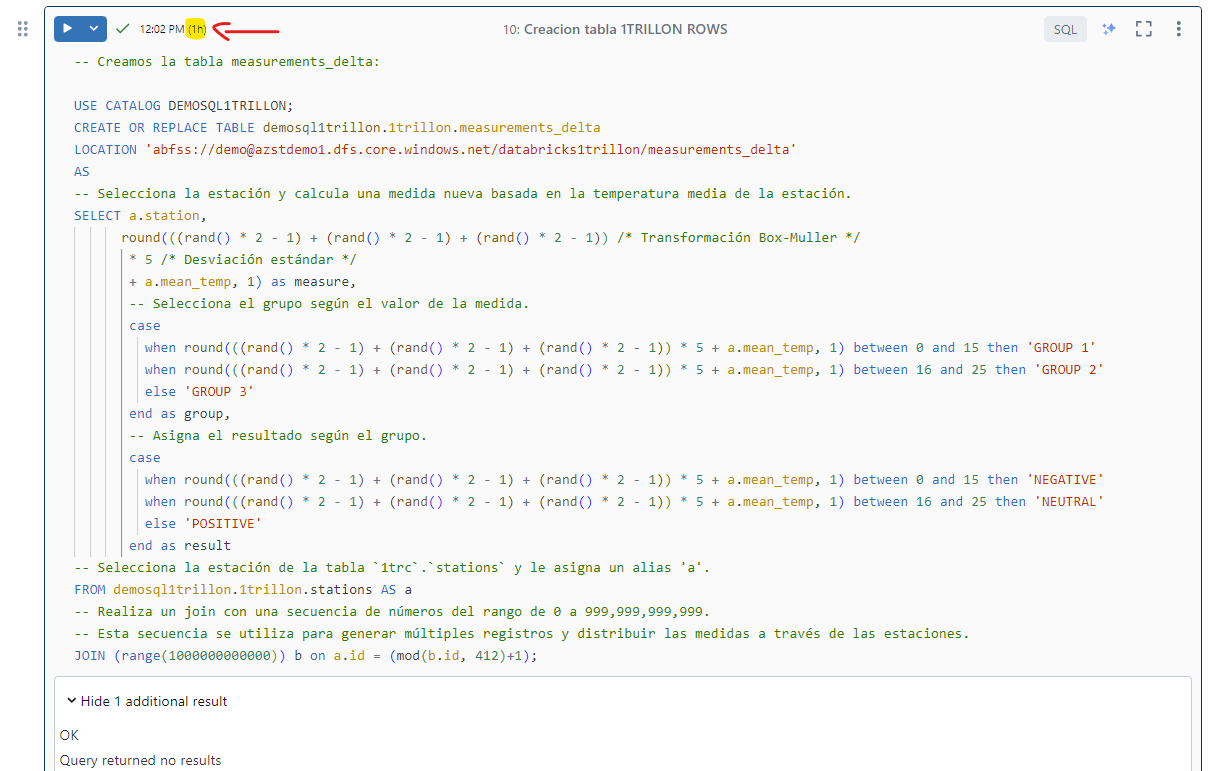 12:02 PM (1h)
10: Creacion tabla 1TRILLON ROWS
SQL
-- Creamos la tabla measurements_delta:
USE CATALOG DEMOSQL1TRILLON;
CREATE OR REPLACE TABLE demosql1trillon.1trillon.measurements_delta
LOCATION 'abfss://demo@azstdemo1.dfs.core.windows.net/databricks1trillon/measurements_delta'
AS
-- Selecciona la estación y calcula una medida nueva basada en la temperatura media de la estación.
SELECT a.station,
round(((rand() * 2 - 1) + (rand() * 2 - 1) + (rand() * 2 - 1)) /* Transformación Box-Muller */
* 5 /* Desviación estándar */
+ a.mean_temp, 1) as measure,
-- Selecciona el grupo según el valor de la medida.
case
when round(((rand() * 2 - 1) + (rand() * 2 - 1) + (rand() * 2 - 1)) * 5 + a.mean_temp, 1) between 0 and 15 then 'GROUP 1'
when round(((rand() * 2 - 1) + (rand() * 2 - 1) + (rand() * 2 - 1)) * 5 + a.mean_temp, 1) between 16 and 25 then 'GROUP 2'
else 'GROUP 3'
end as group,
-- Asigna el resultado según el grupo.
case
when round(((rand() * 2 - 1) + (rand() * 2 - 1) + (rand() * 2 - 1)) * 5 + a.mean_temp, 1) between 0 and 15 then 'NEGATIVE'
when round(((rand() * 2 - 1) + (rand() * 2 - 1) + (rand() * 2 - 1)) * 5 + a.mean_temp, 1) between 16 and 25 then 'NEUTRAL'
else 'POSITIVE'
end as result
-- Selecciona la estación de la tabla `1trc`.`stations` y le asigna un alias 'a'.
FROM demosql1trillon.1trillon.stations AS a
-- Realiza un join con una secuencia de números del rango de 0 a 999,999,999,999.
-- Esta secuencia se utiliza para generar múltiples registros y distribuir las medidas a través de las estaciones.
JOIN (range(1000000000000)) b on a.id = (mod(b.id, 412)+1);
Hide 1 additional result
OK
Query returned no results